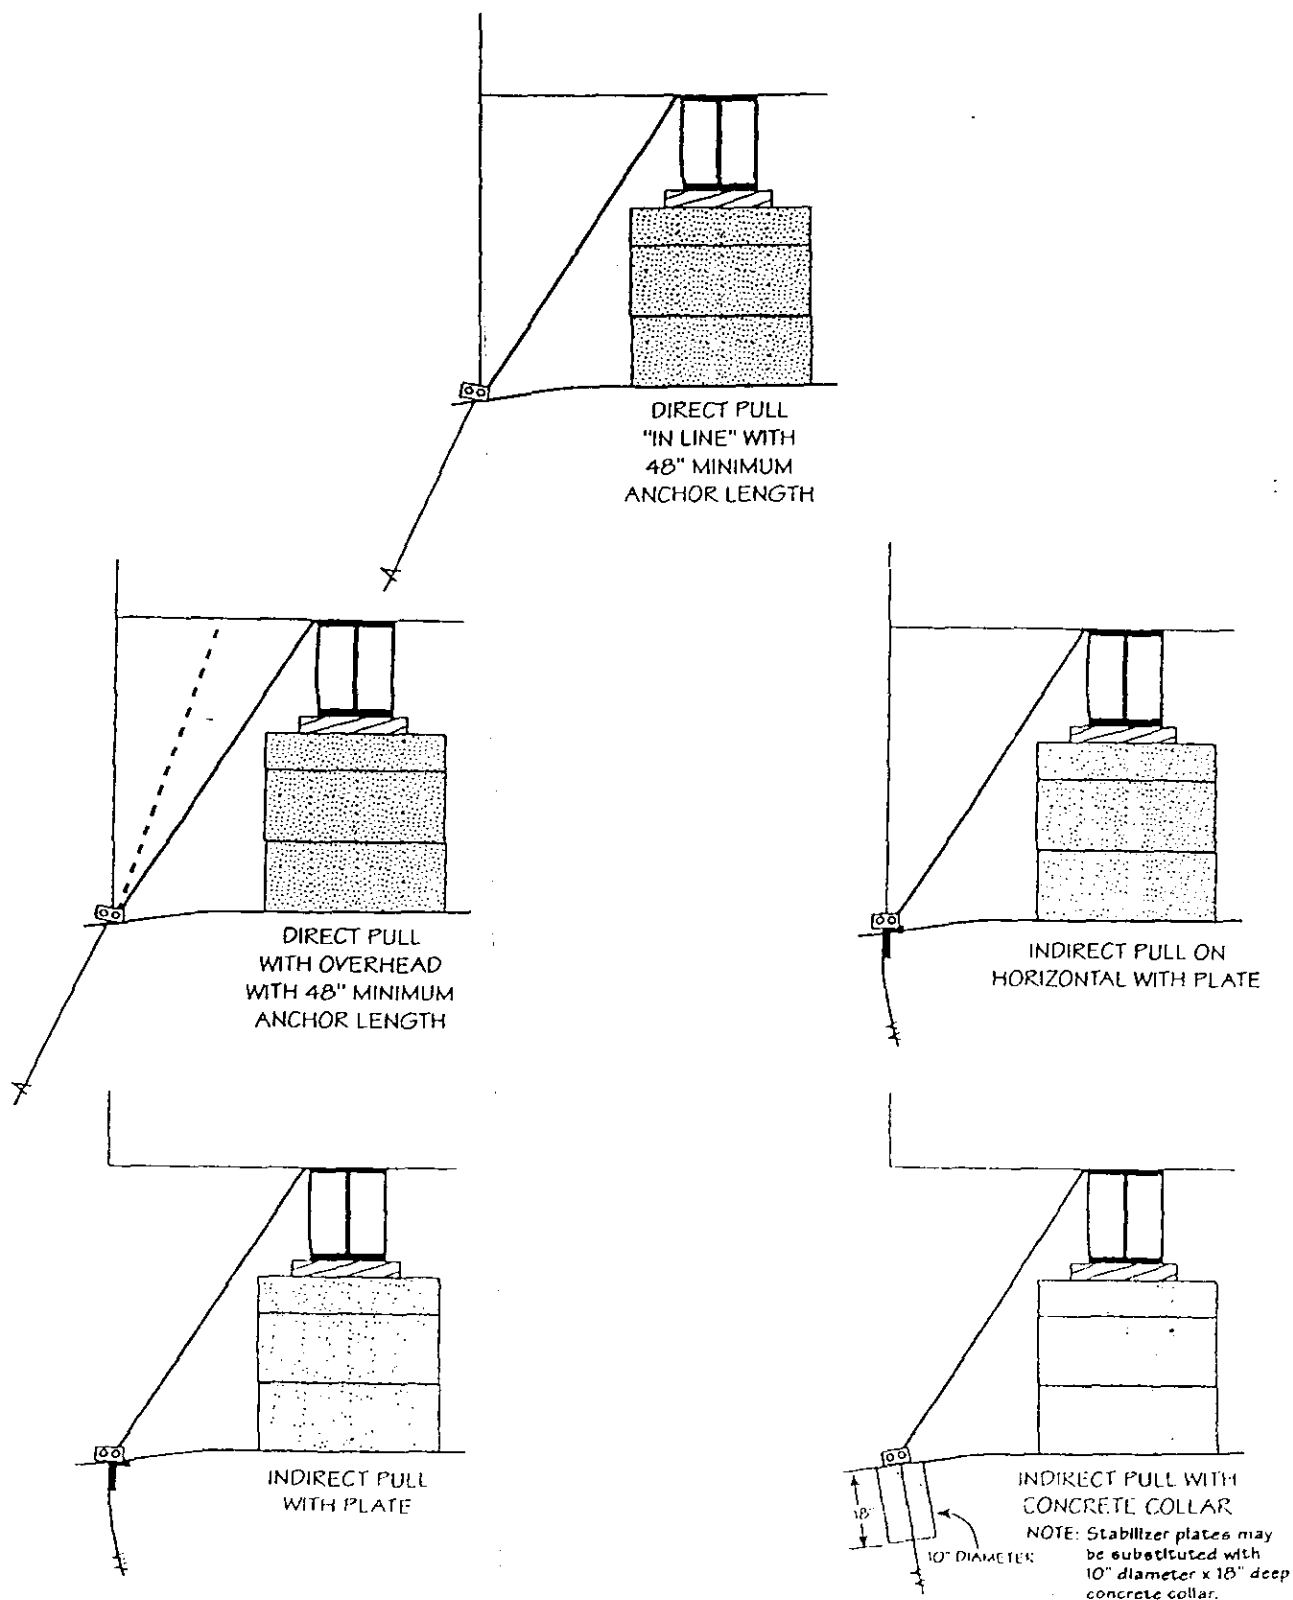 DIRECT PULL
"IN LINE" WITH
48" MINIMUM
ANCHOR LENGTH
DIRECT PULL
WITH OVERHEAD
WITH 48" MINIMUM
ANCHOR LENGTH
INDIRECT PULL ON
HORIZONTAL WITH PLATE
INDIRECT PULL
WITH PLATE
INDIRECT PULL WITH
CONCRETE COLLAR
18"
10" DIAMETER
NOTE: Stabilizer plates may
be substituted with
10" diameter x 18" deep
concrete collar.